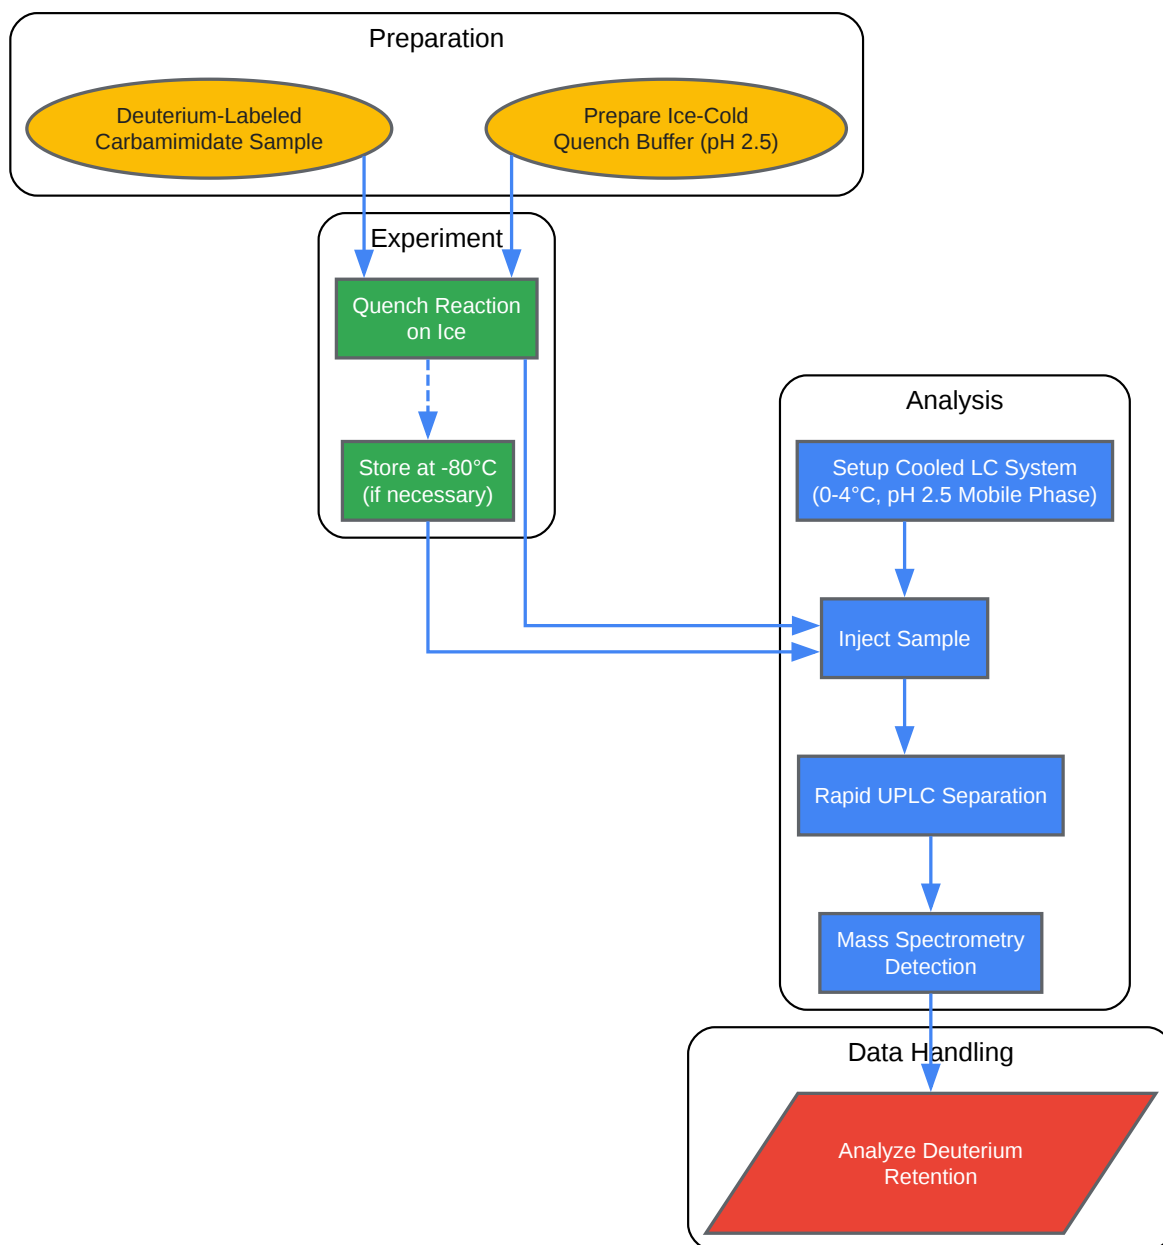 Preparation
Deuterium-Labeled
Carbamimidate Sample
Prepare Ice-Cold
Quench Buffer (pH 2.5)
Experiment
Quench Reaction
on Ice
Store at -80°C
(if necessary)
Analysis
Setup Cooled LC System
(0-4°C, pH 2.5 Mobile Phase)
Inject Sample
Rapid UPLC Separation
Mass Spectrometry
Detection
Data Handling
Analyze Deuterium
Retention